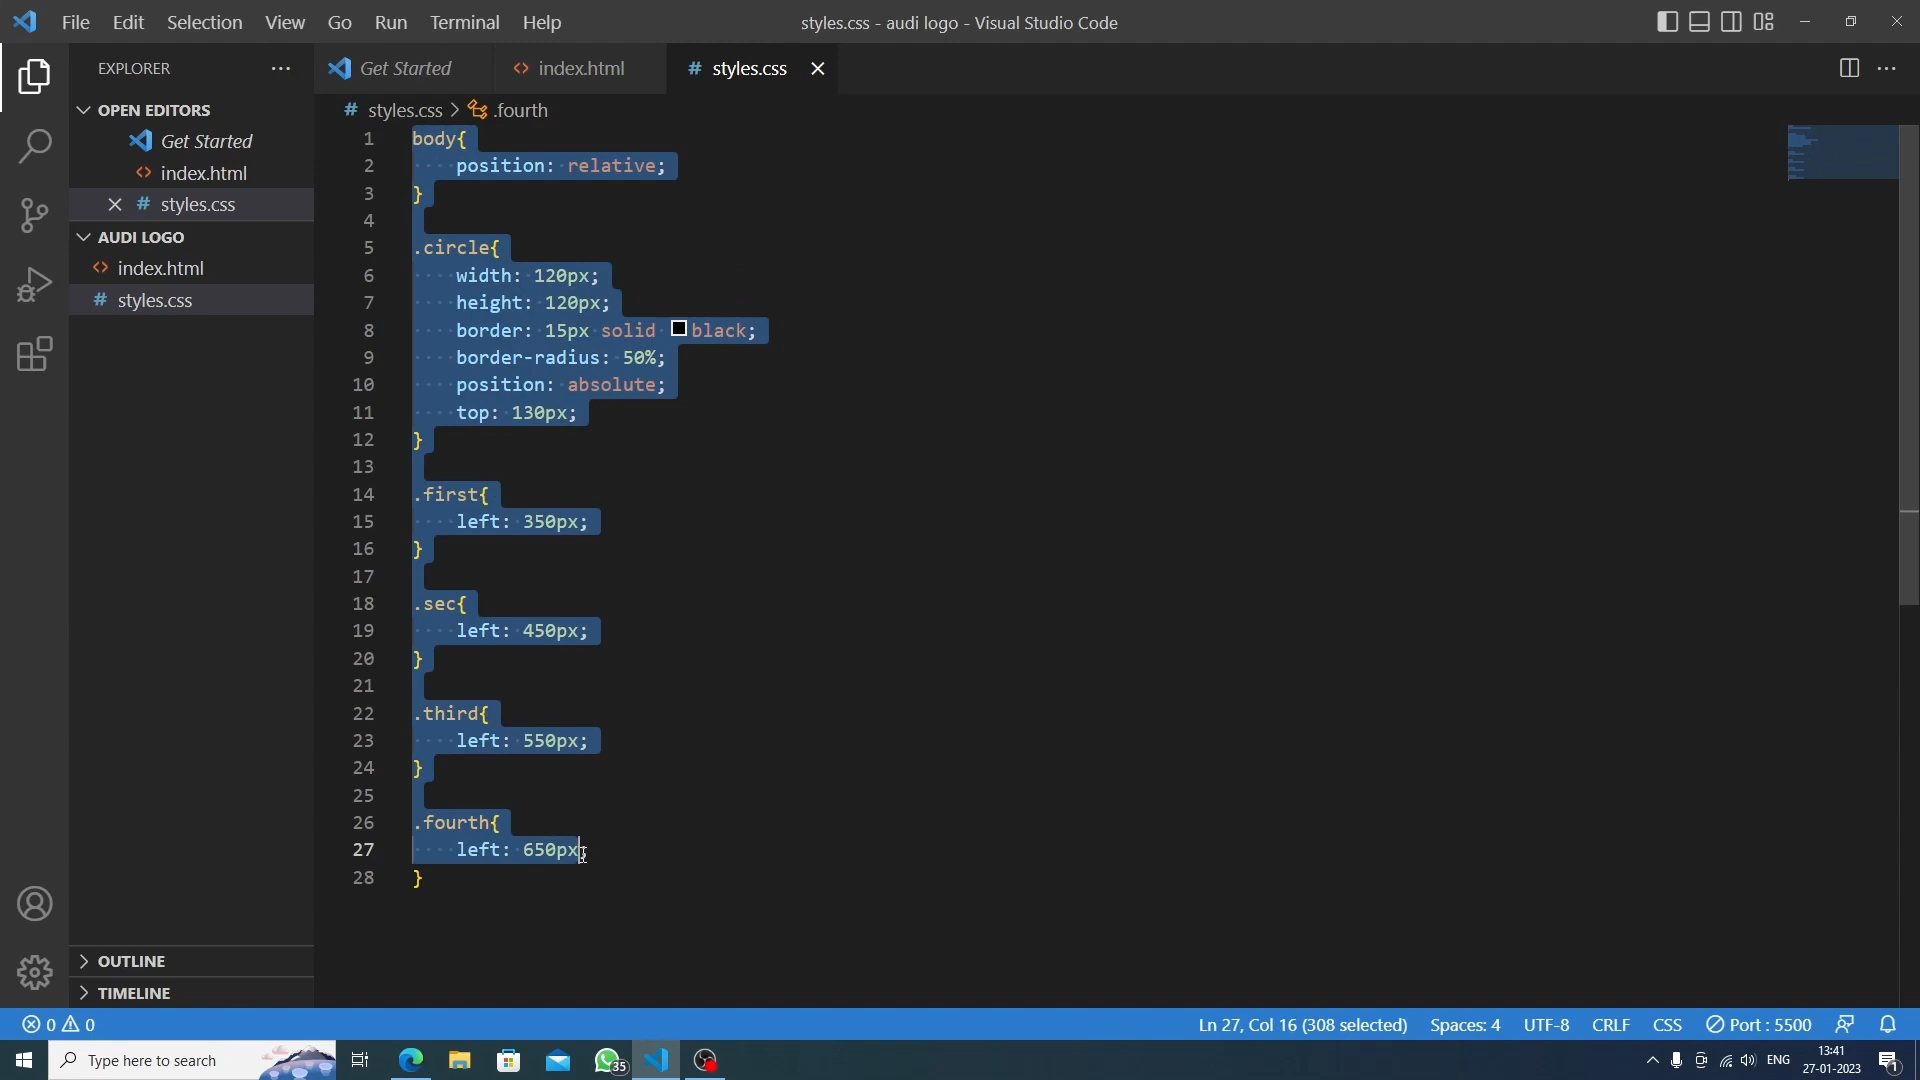 File Edit Selection View Go Run Terminal Help
styles.css - audi logo - Visual Studio Code
EXPLORER
Get Started
index.html
styles.css
OPEN EDITORS
Get Started
index.html
styles.css
AUDI LOGO
index.html
styles.css
OUTLINE
TIMELINE
styles.css > .fourth
1 body{
2 position: relative;
3 }
4
5 .circle{
6 width: 120px;
7 height: 120px;
8 border: 15px solid black;
9 border-radius: 50%;
10 position: absolute;
11 top: 130px;
12 }
13
14 .first{
15 left: 350px;
16 }
17
18 .sec{
19 left: 450px;
20 }
21
22 .third{
23 left: 550px;
24 }
25
26 .fourth{
27 left: 650px;
28 }
0 0
Ln 27, Col 16 (308 selected) Spaces: 4 UTF-8 CRLF CSS Port : 5500
Type here to search
35
ENG
13:41
27-01-2023
1